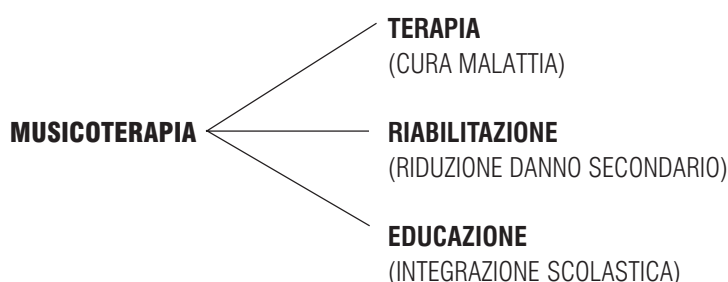 TERAPIA
(CURA MALATTIA)
MUSICOTERAPIA
RIABILITAZIONE
(RIDUZIONE DANNO SECONDARIO)
EDUCAZIONE
(INTEGRAZIONE SCOLASTICA)